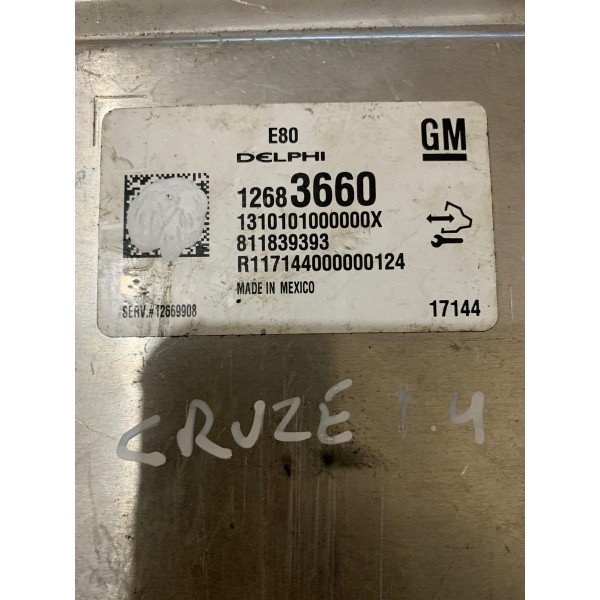 E80
DELPHI
GM
12683660
1310101000000X
811839393
R117144000000124
MADE IN MEXICO
SERV.#12669908
17144
CRUZE 1.4